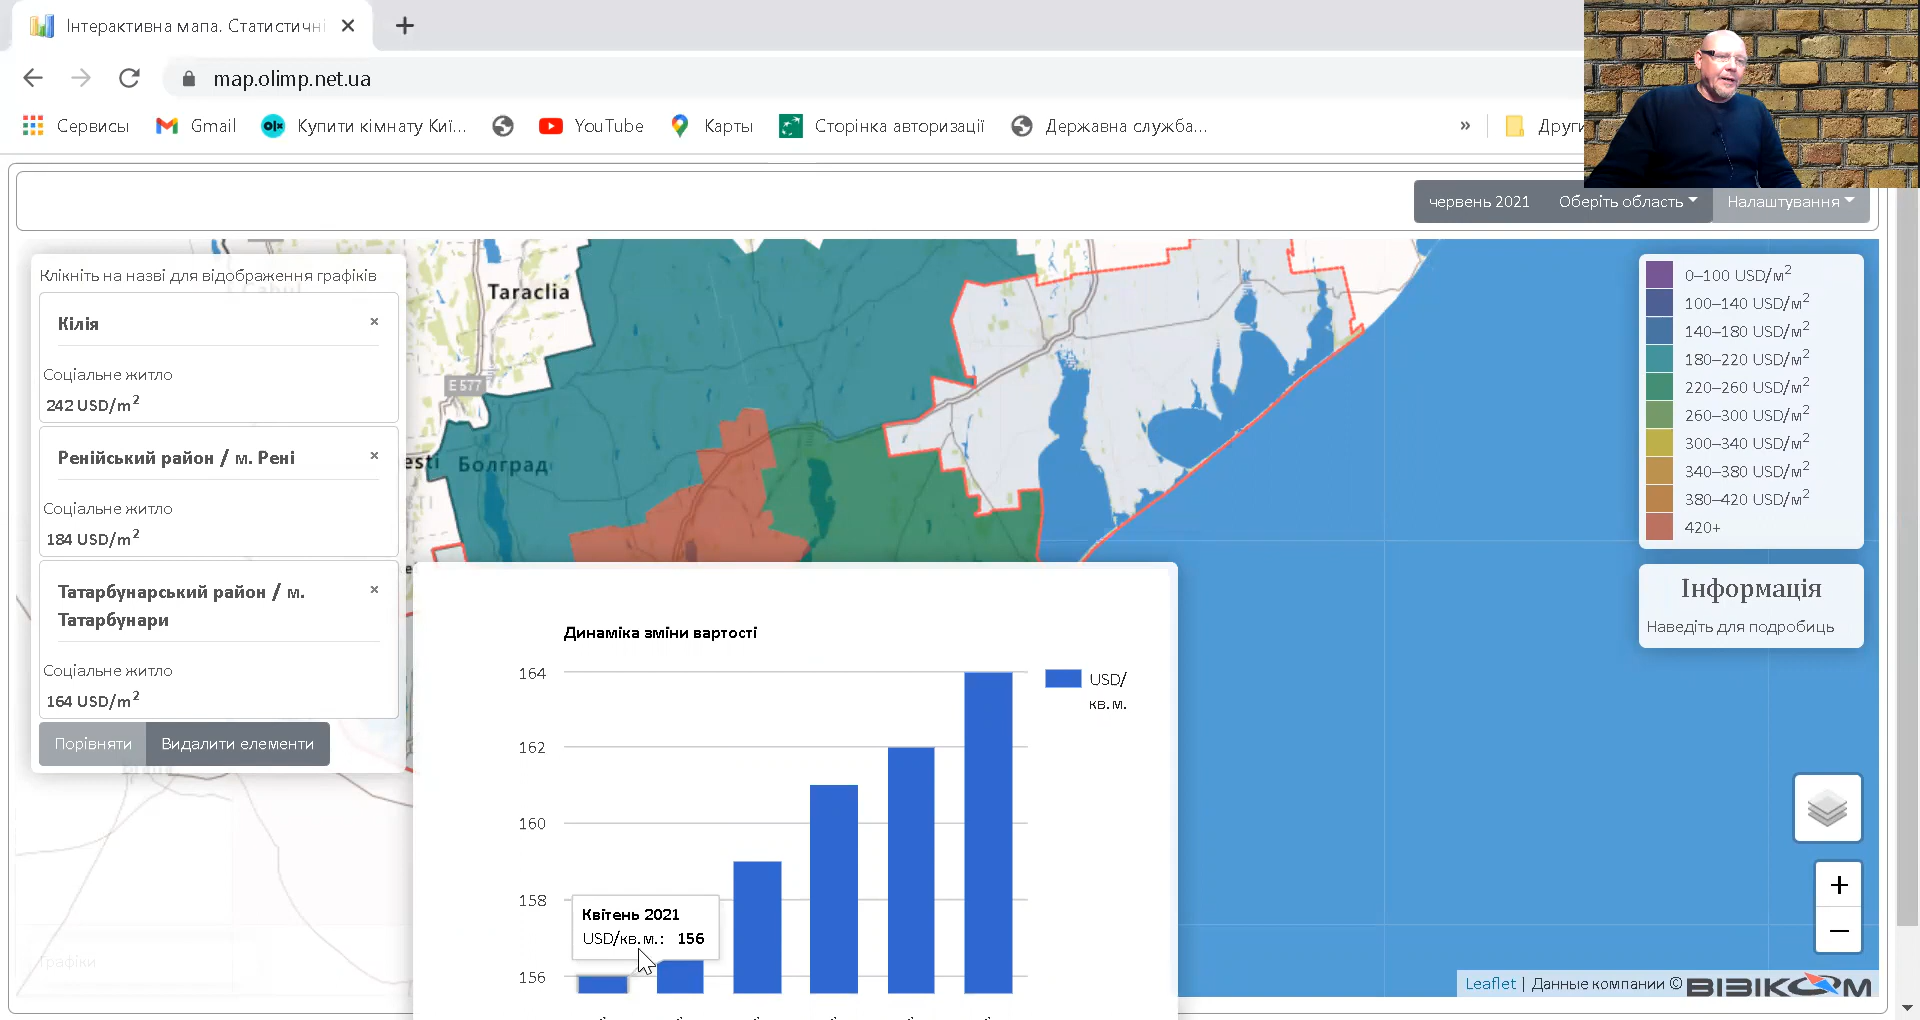 Інтерактивна мапа. Статистичні
map.olimp.net.ua
Сервисы
Gmail
olx
Купити кімнату Киї...
YouTube
Карты
Сторінка авторизації
Державна служба...
»
червень 2021
Оберіть область
Налаштування
Клікніть на назві для відображення графіків
Кілія
×
Соціальне житло
242 USD/m²
Ренійський район / м. Рені
×
Соціальне житло
184 USD/m²
Татарбунарський район / м.
Татарбунари
×
Соціальне житло
164 USD/m²
Порівняти
Видалити елементи
Графіки
Taraclia
E 577
Болград
0–100 USD/м²
100–140 USD/м²
140–180 USD/м²
180–220 USD/м²
220–260 USD/м²
260–300 USD/м²
300–340 USD/м²
340–380 USD/м²
380–420 USD/м²
420+
Інформація
Наведіть для подробиць
Динаміка зміни вартості
164
162
160
158
156
USD/
кв.м.
Квітень 2021
USD/кв.м.: 156
+
−
Leaflet | Данные компании © ВІЗІКОМ